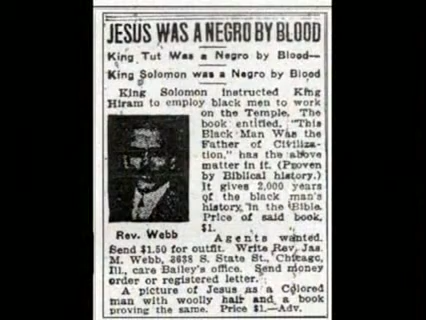 JESUS WAS A NEGRO BY BLOOD
King Tut Was a Negro by Blood—
King Solomon was a Negro by Blood
King Solomon instructed King
Hiram to employ black men to work
on the Temple. The
book entitled. "This
Black Man Was the
Father of Civiliza-
tion," has the above
matter in it. (Proven
by Biblical history.)
It gives 2,000 years
of the black man's
history in the Bible.
Price of said book,
$1.
Rev. Webb
Agents wanted.
Send $1.50 for outfit. Write Rev. Jas.
M. Webb, 3638 S. State St., Chicago,
Ill., care Bailey's office. Send money
order or registered letter.
A picture of Jesus as a Colored
man with woolly hair and a book
proving the same. Price $1.—Adv.